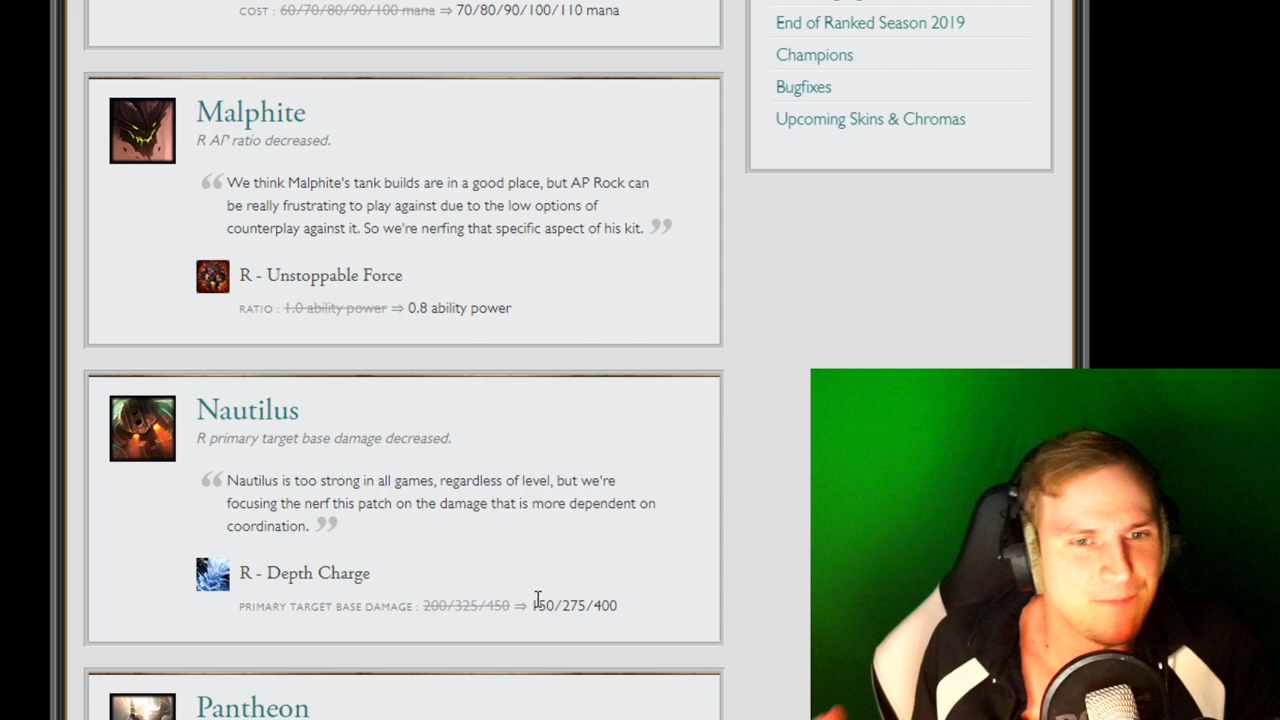 COST : 60/70/80/90/100 mana ⇒ 70/80/90/100/110 mana
End of Ranked Season 2019
Champions
Bugfixes
Upcoming Skins & Chromas
Malphite
R AP ratio decreased.
“ We think Malphite's tank builds are in a good place, but AP Rock can
be really frustrating to play against due to the low options of
counterplay against it. So we're nerfing that specific aspect of his kit. ”
R - Unstoppable Force
RATIO : 1.0 ability power ⇒ 0.8 ability power
Nautilus
R primary target base damage decreased.
“ Nautilus is too strong in all games, regardless of level, but we're
focusing the nerf this patch on the damage that is more dependent on
coordination. ”
R - Depth Charge
PRIMARY TARGET BASE DAMAGE : 200/325/450 ⇒ 150/275/400
Pantheon